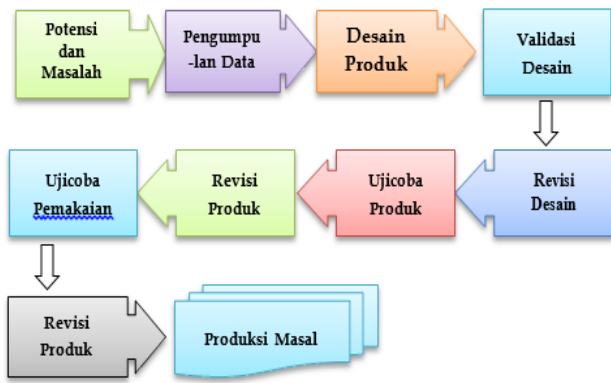 Potensi
dan
Masalah
Pengumpu
-lan Data
Desain
Produk
Validasi
Desain
Revisi
Desain
Ujicoba
Produk
Revisi
Produk
Ujicoba
Pemakaian
Revisi
Produk
Produksi Masal